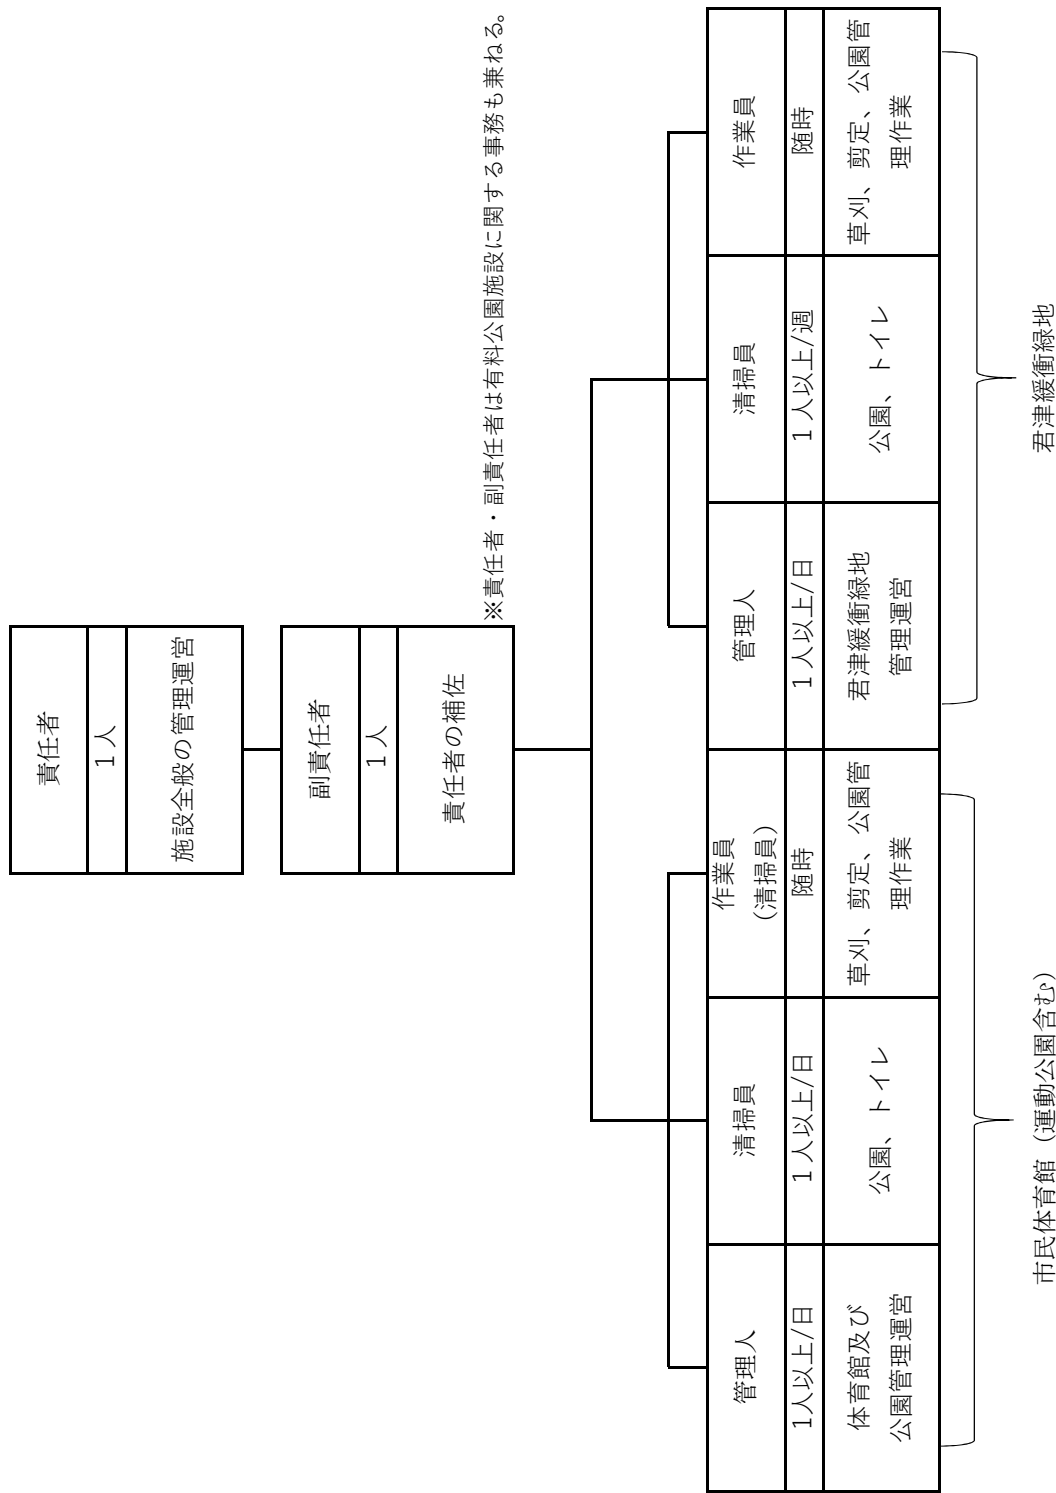 責任者
1人
施設全般の管理運営
副責任者
1人
責任者の補佐
※責任者・副責任者は有料公園施設に関する事務も兼ねる。
管理人
1人以上/日
体育館及び
公園管理運営
清掃員
1人以上/日
公園、トイレ
作業員
（清掃員）
随時
草刈、剪定、公園管
理作業
管理人
1人以上/日
君津緩衝緑地
管理運営
清掃員
1人以上/週
公園、トイレ
作業員
随時
草刈、剪定、公園管
理作業
市民体育館（運動公園含む）
君津緩衝緑地